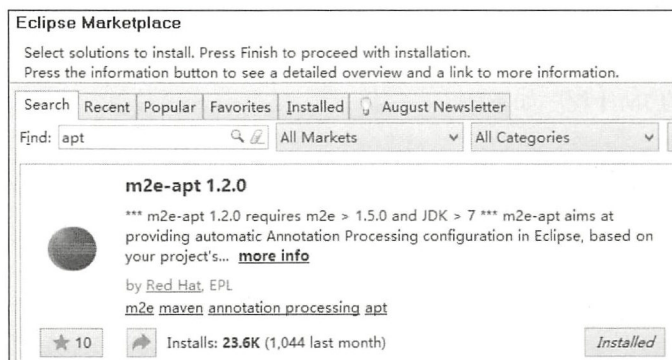 Eclipse Marketplace
Select solutions to install. Press Finish to proceed with installation.
Press the information button to see a detailed overview and a link to more information.
Search Recent Popular Favorites Installed August Newsletter
Find: apt All Markets All Categories
m2e-apt 1.2.0
*** m2e-apt 1.2.0 requires m2e > 1.5.0 and JDK > 7 *** m2e-apt aims at
providing automatic Annotation Processing configuration in Eclipse, based on
your project's... more info
by Red Hat, EPL
m2e maven annotation processing apt
10 Installs: 23.6K (1,044 last month) Installed